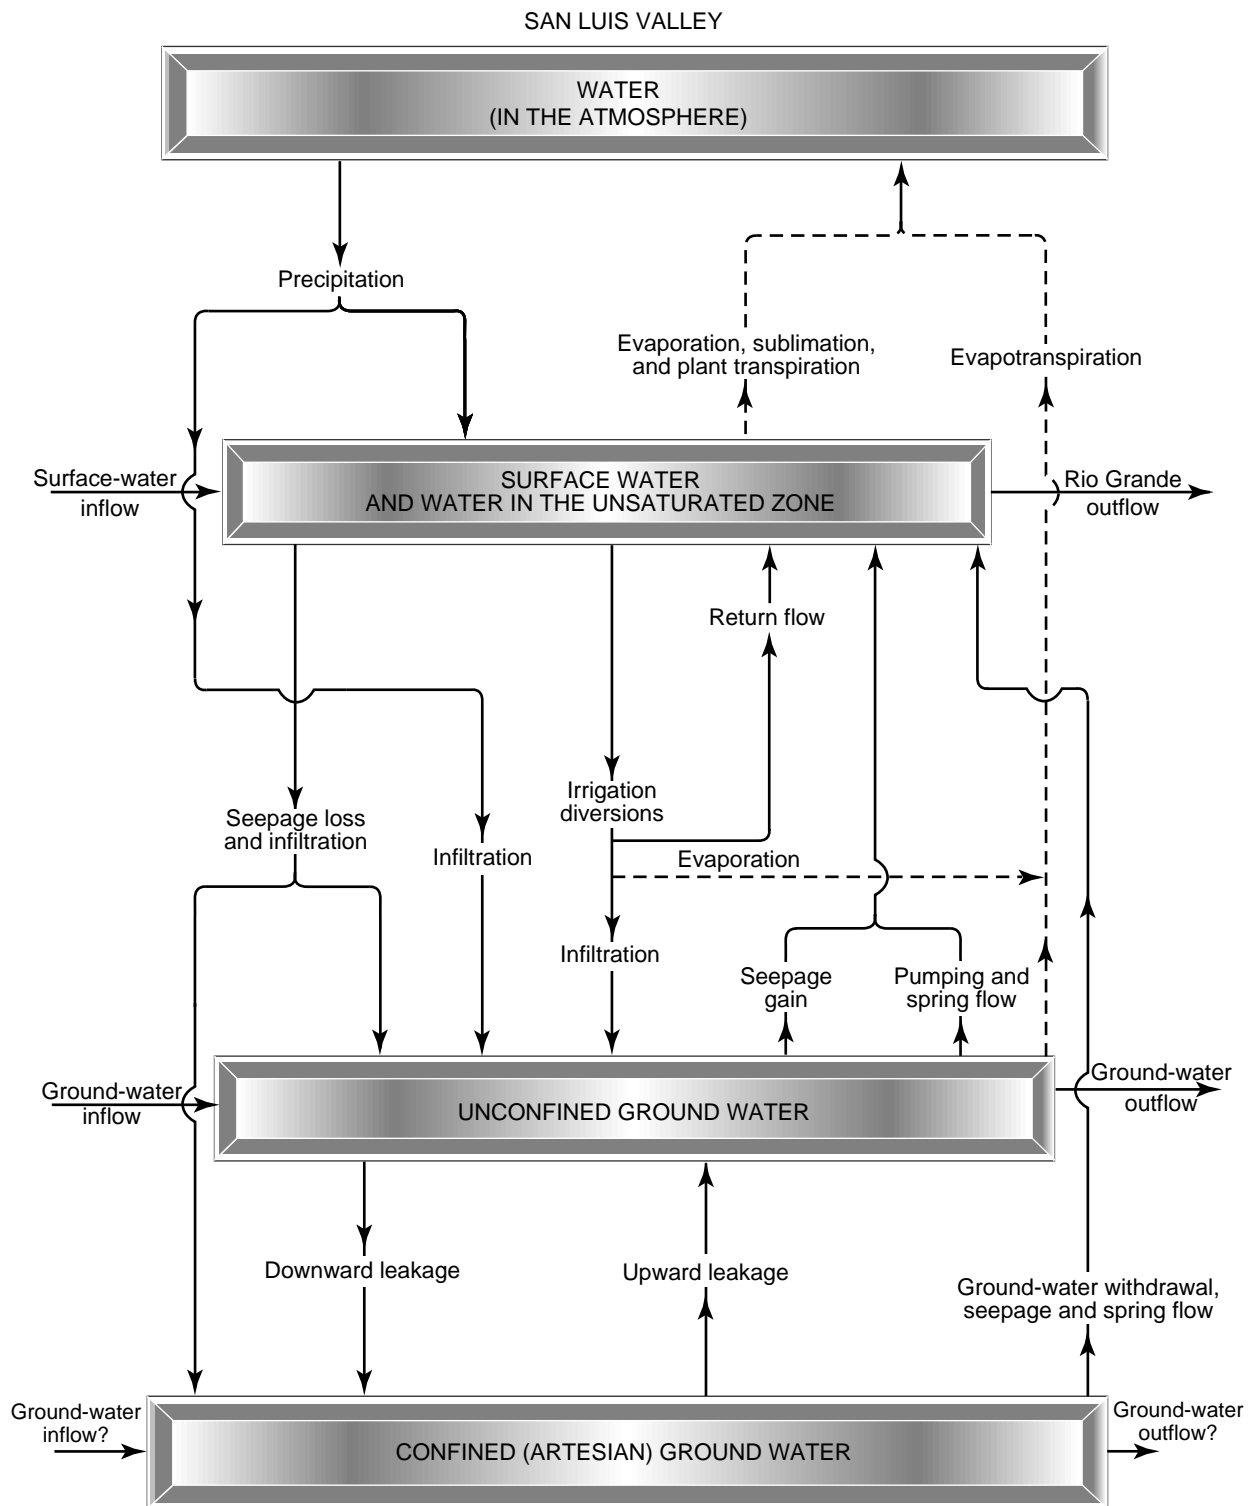 SAN LUIS VALLEY
WATER
(IN THE ATMOSPHERE)
Precipitation
Evaporation, sublimation,
and plant transpiration
Evapotranspiration
Surface-water
inflow
SURFACE WATER
AND WATER IN THE UNSATURATED ZONE
Rio Grande
outflow
Return flow
Irrigation
diversions
Seepage loss
and infiltration
Infiltration
Evaporation
Infiltration
Seepage
gain
Pumping and
spring flow
Ground-water
inflow
UNCONFINED GROUND WATER
Ground-water
outflow
Downward leakage
Upward leakage
Ground-water withdrawal,
seepage and spring flow
Ground-water
inflow?
CONFINED (ARTESIAN) GROUND WATER
Ground-water
outflow?